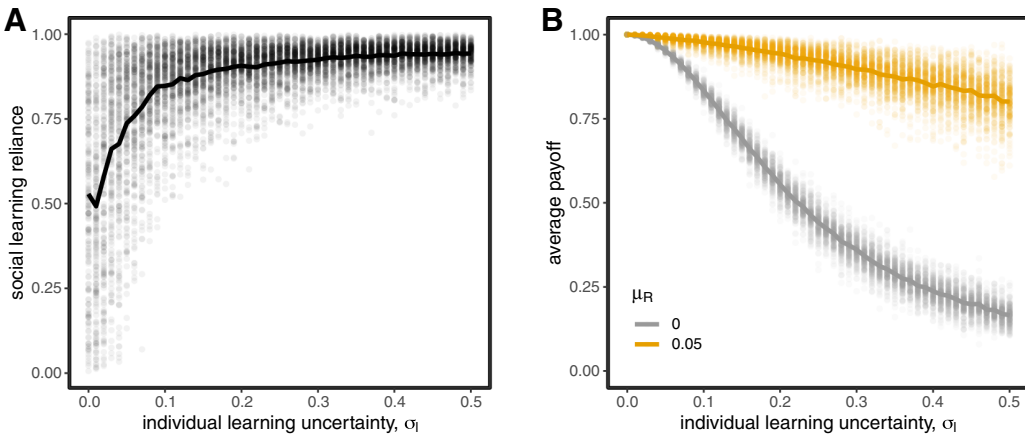 A
social learning reliance
1.00
0.75
0.50
0.25
0.00
0.0 0.1 0.2 0.3 0.4 0.5
individual learning uncertainty, σI
B
average payoff
1.00
0.75
0.50
0.25
0.00
μR
0
0.05
0.0 0.1 0.2 0.3 0.4 0.5
individual learning uncertainty, σI